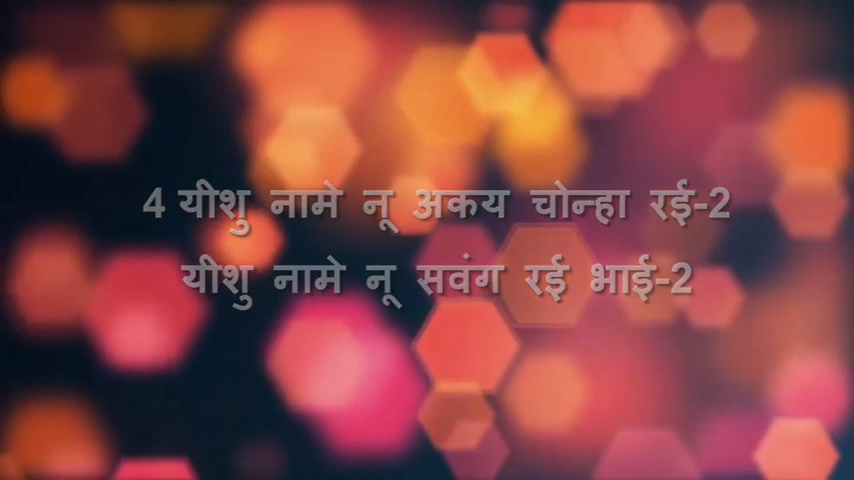 4 यीशु नामे नू अकय चोन्हा रई-2
यीशु नामे नू सवंग रई भाई-2